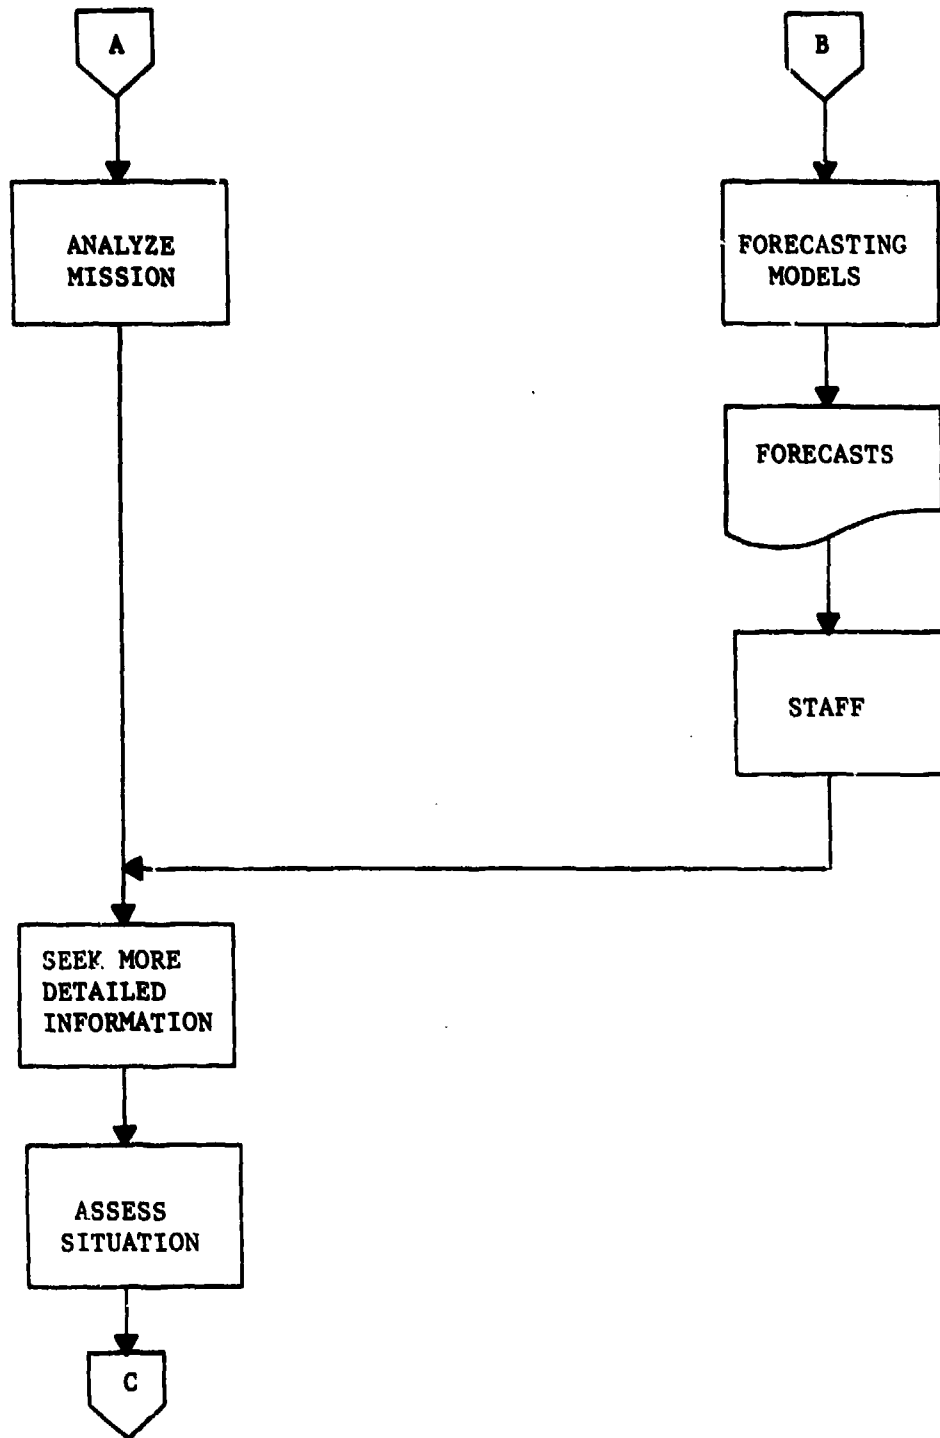 A
B
ANALYZE
MISSION
FORECASTING
MODELS
FORECASTS
STAFF
SEEK MORE
DETAILED
INFORMATION
ASSESS
SITUATION
C